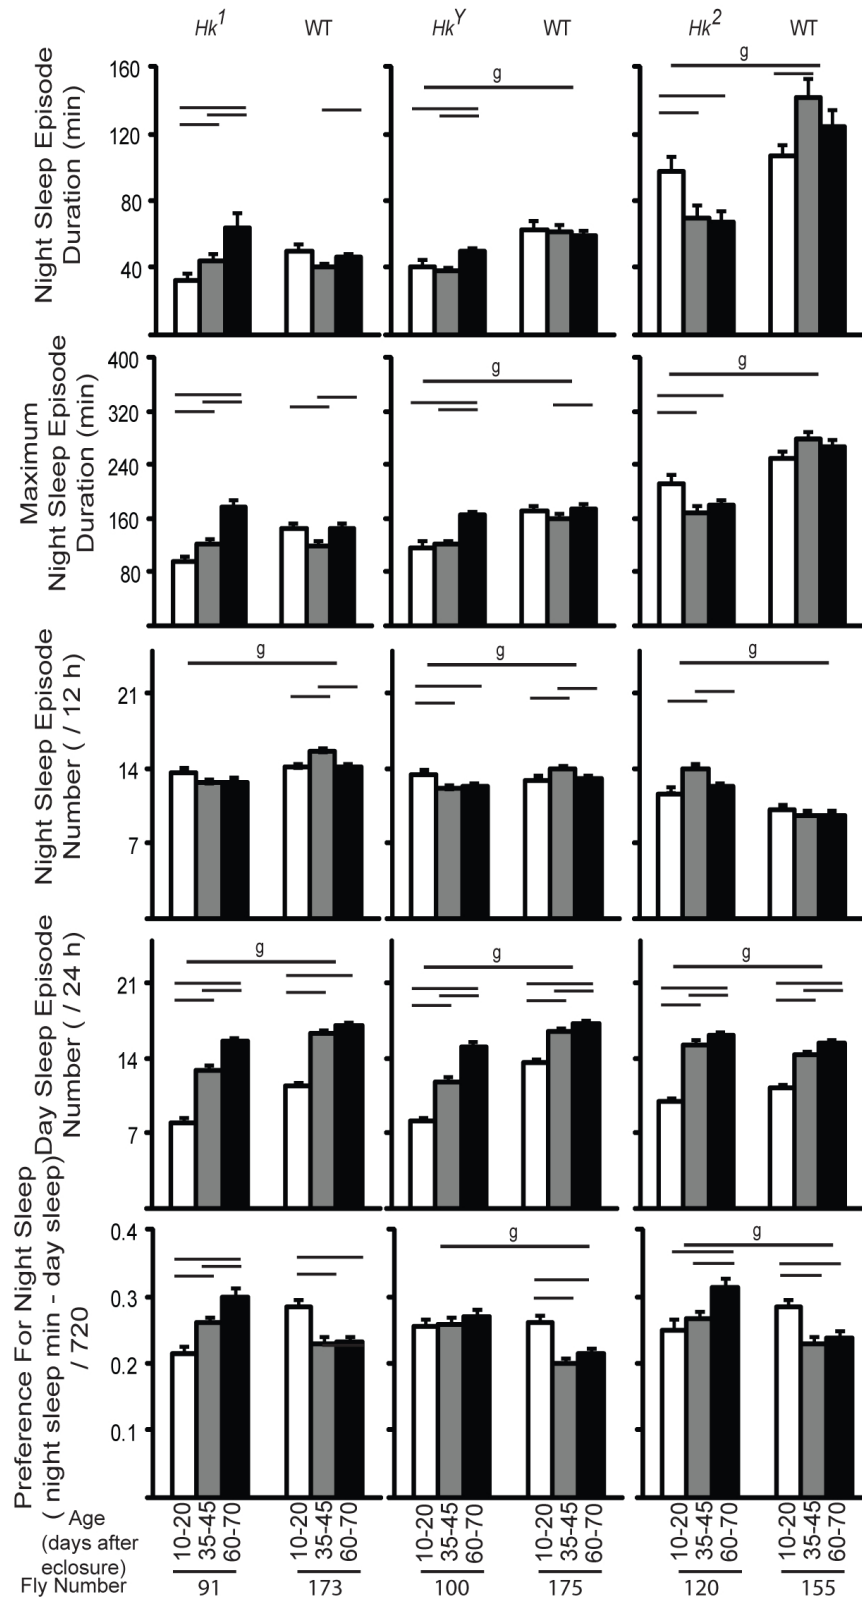 Hk1 WT HkY WT Hk2 WT
Night Sleep Episode
Duration (min)
160
120
80
40
g
g
Maximum
Night Sleep Episode
Duration (min)
400
320
240
160
80
g
g
Night Sleep Episode
Number ( / 12 h)
21
14
7
g
g
g
Day Sleep Episode
Number ( / 24 h)
21
14
7
g
g
g
Preference For Night Sleep
( night sleep min - day sleep)
/ 720
0.4
0.3
0.2
0.1
g
g
Age
(days after
eclosure)
10-20 35-45 60-70 10-20 35-45 60-70 10-20 35-45 60-70 10-20 35-45 60-70 10-20 35-45 60-70 10-20 35-45 60-70
Fly Number 91 173 100 175 120 155